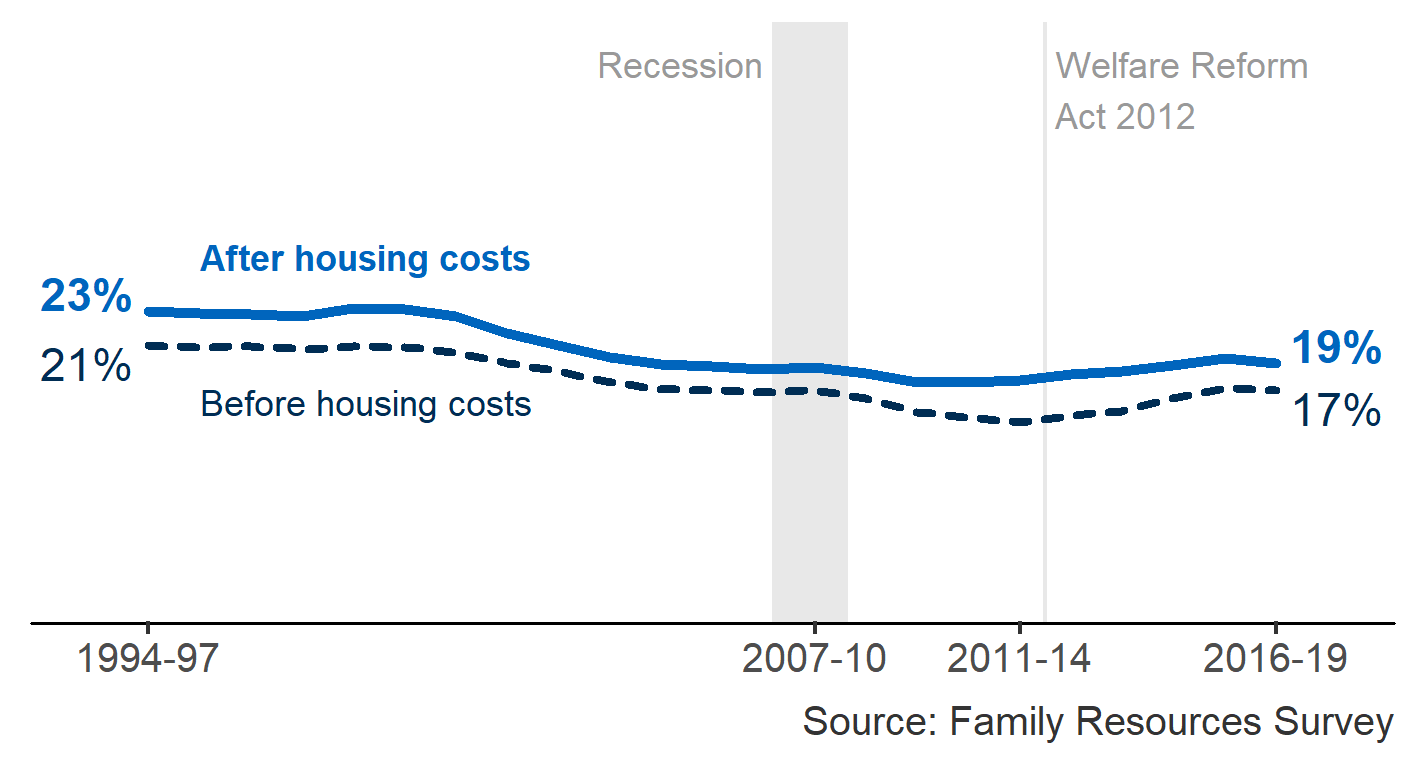 Recession
Welfare Reform
Act 2012
After housing costs
23%
21%
Before housing costs
19%
17%
1994-97
2007-10
2011-14
2016-19
Source: Family Resources Survey